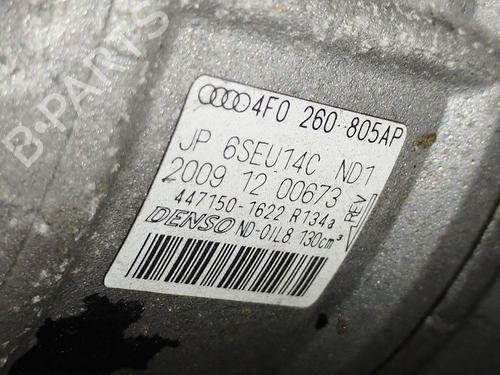 B-PARTS
4F0 260 805AP
JP 6SEU14C ND1
2009 12 00673
447150-1622 R134a
DENSO ND-OIL8 130cm³
REV